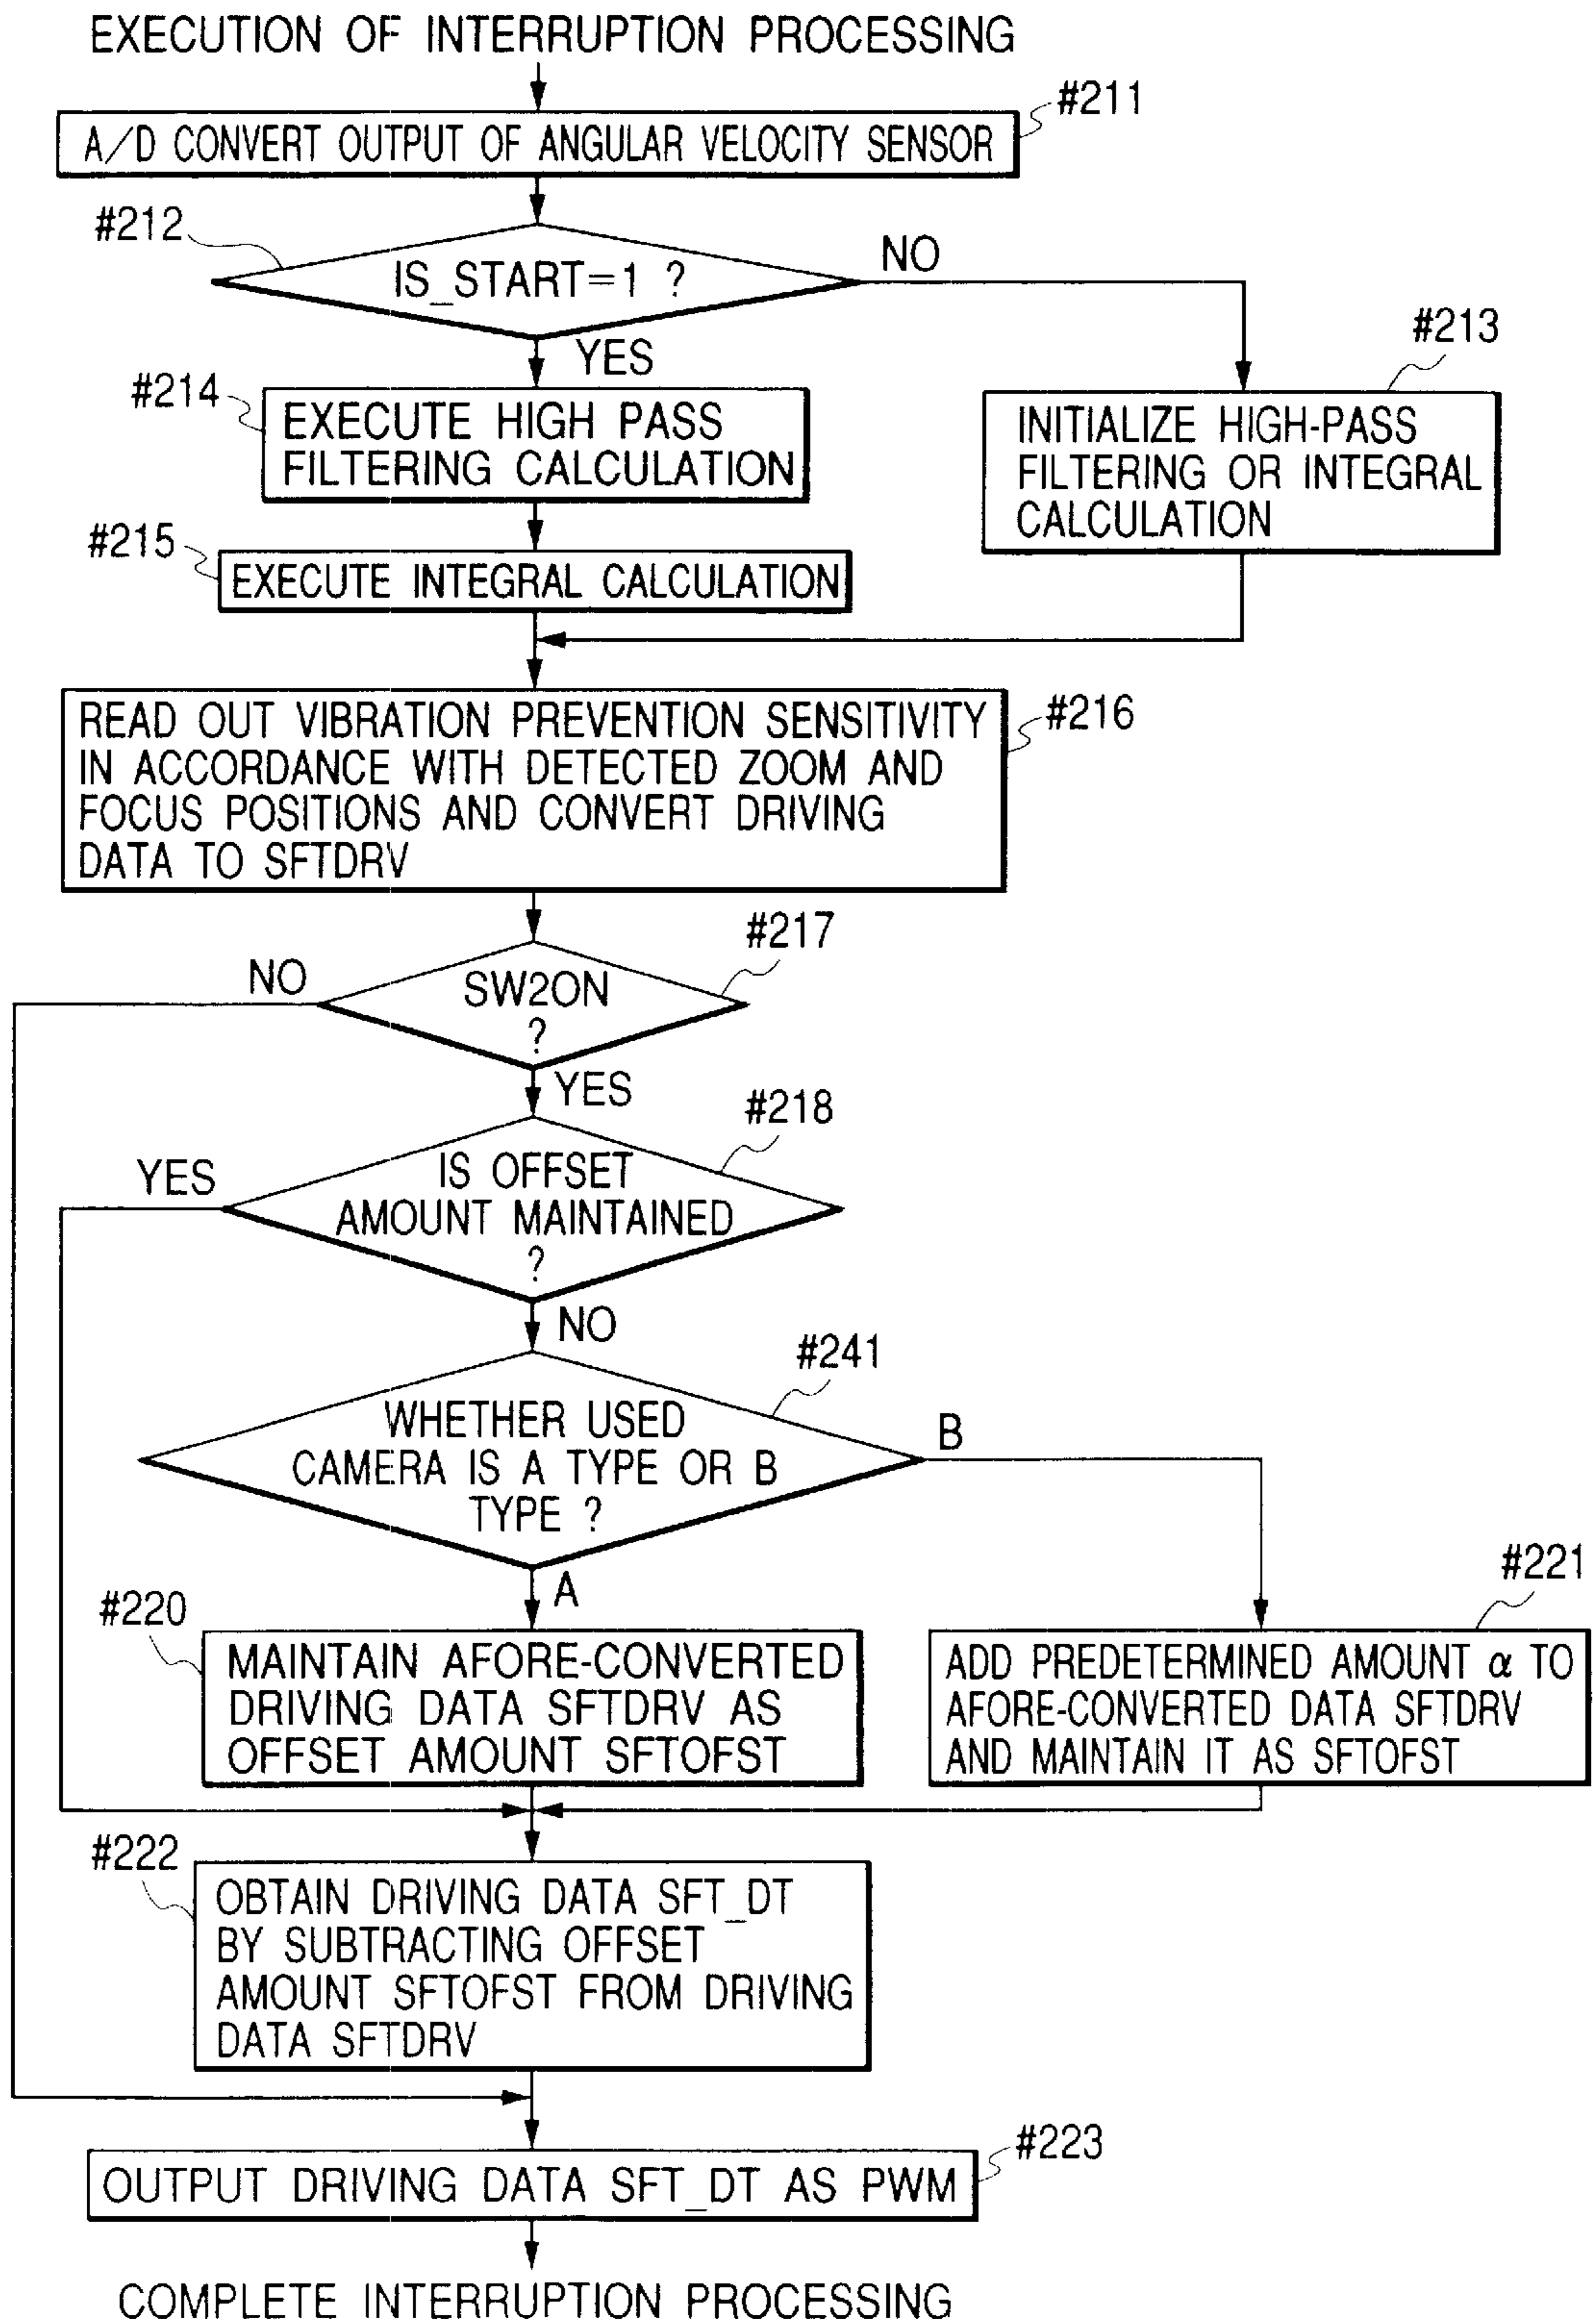 EXECUTION OF INTERRUPTION PROCESSING
#211
A/D CONVERT OUTPUT OF ANGULAR VELOCITY SENSOR
#212
IS_START=1 ?
NO
YES
#213
#214
EXECUTE HIGH PASS
FILTERING CALCULATION
INITIALIZE HIGH-PASS
FILTERING OR INTEGRAL
CALCULATION
#215
EXECUTE INTEGRAL CALCULATION
#216
READ OUT VIBRATION PREVENTION SENSITIVITY
IN ACCORDANCE WITH DETECTED ZOOM AND
FOCUS POSITIONS AND CONVERT DRIVING
DATA TO SFTDRV
#217
NO
SW2ON
?
YES
#218
YES
IS OFFSET
AMOUNT MAINTAINED
?
NO
#241
WHETHER USED
CAMERA IS A TYPE OR B
TYPE ?
B
A
#220
MAINTAIN AFORE-CONVERTED
DRIVING DATA SFTDRV AS
OFFSET AMOUNT SFTOFST
#221
ADD PREDETERMINED AMOUNT α TO
AFORE-CONVERTED DATA SFTDRV
AND MAINTAIN IT AS SFTOFST
#222
OBTAIN DRIVING DATA SFT_DT
BY SUBTRACTING OFFSET
AMOUNT SFTOFST FROM DRIVING
DATA SFTDRV
#223
OUTPUT DRIVING DATA SFT_DT AS PWM
COMPLETE INTERRUPTION PROCESSING